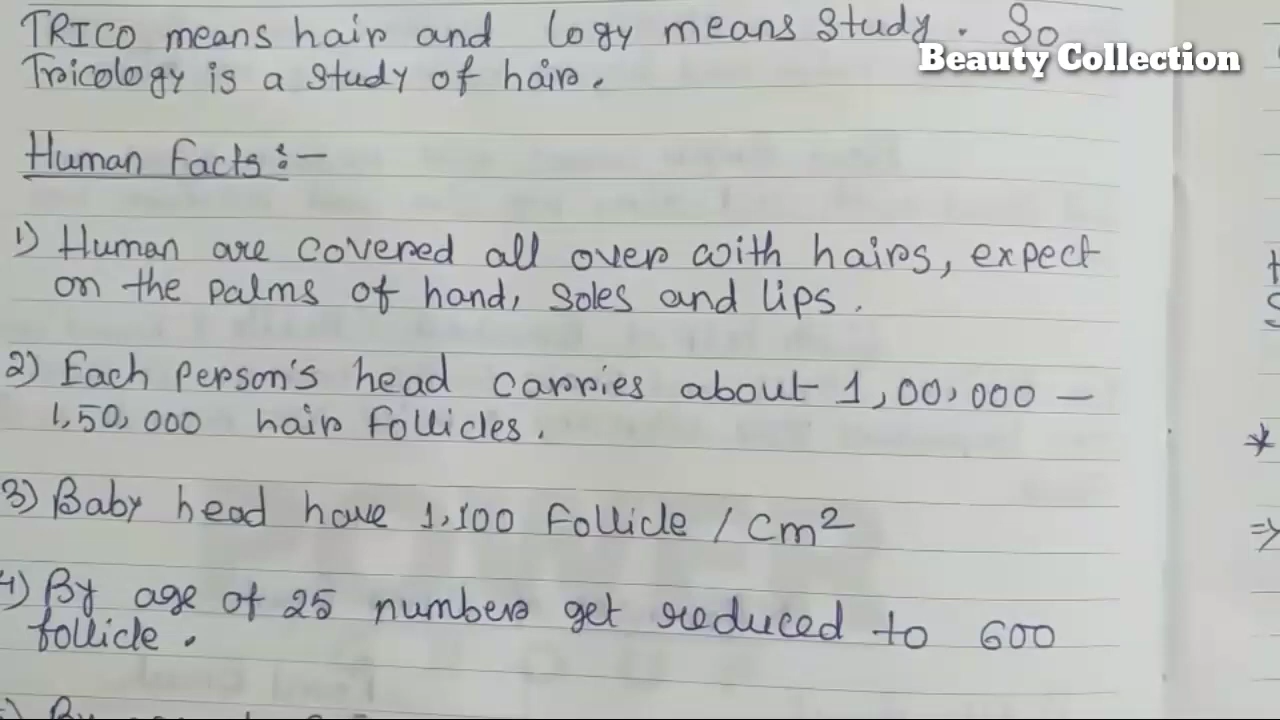 TRICO means hair and logy means study. So
Beauty Collection
Tricology is a study of hair.
Human Facts :-
1) Human are covered all over with hairs, expect
on the palms of hand, soles and lips.
2) Each person's head carries about 1,00,000 -
1,50,000 hair follicles.
3) Baby head have 1,100 follicle / cm²
4) By age of 25 numbers get reduced to 600
follicle.